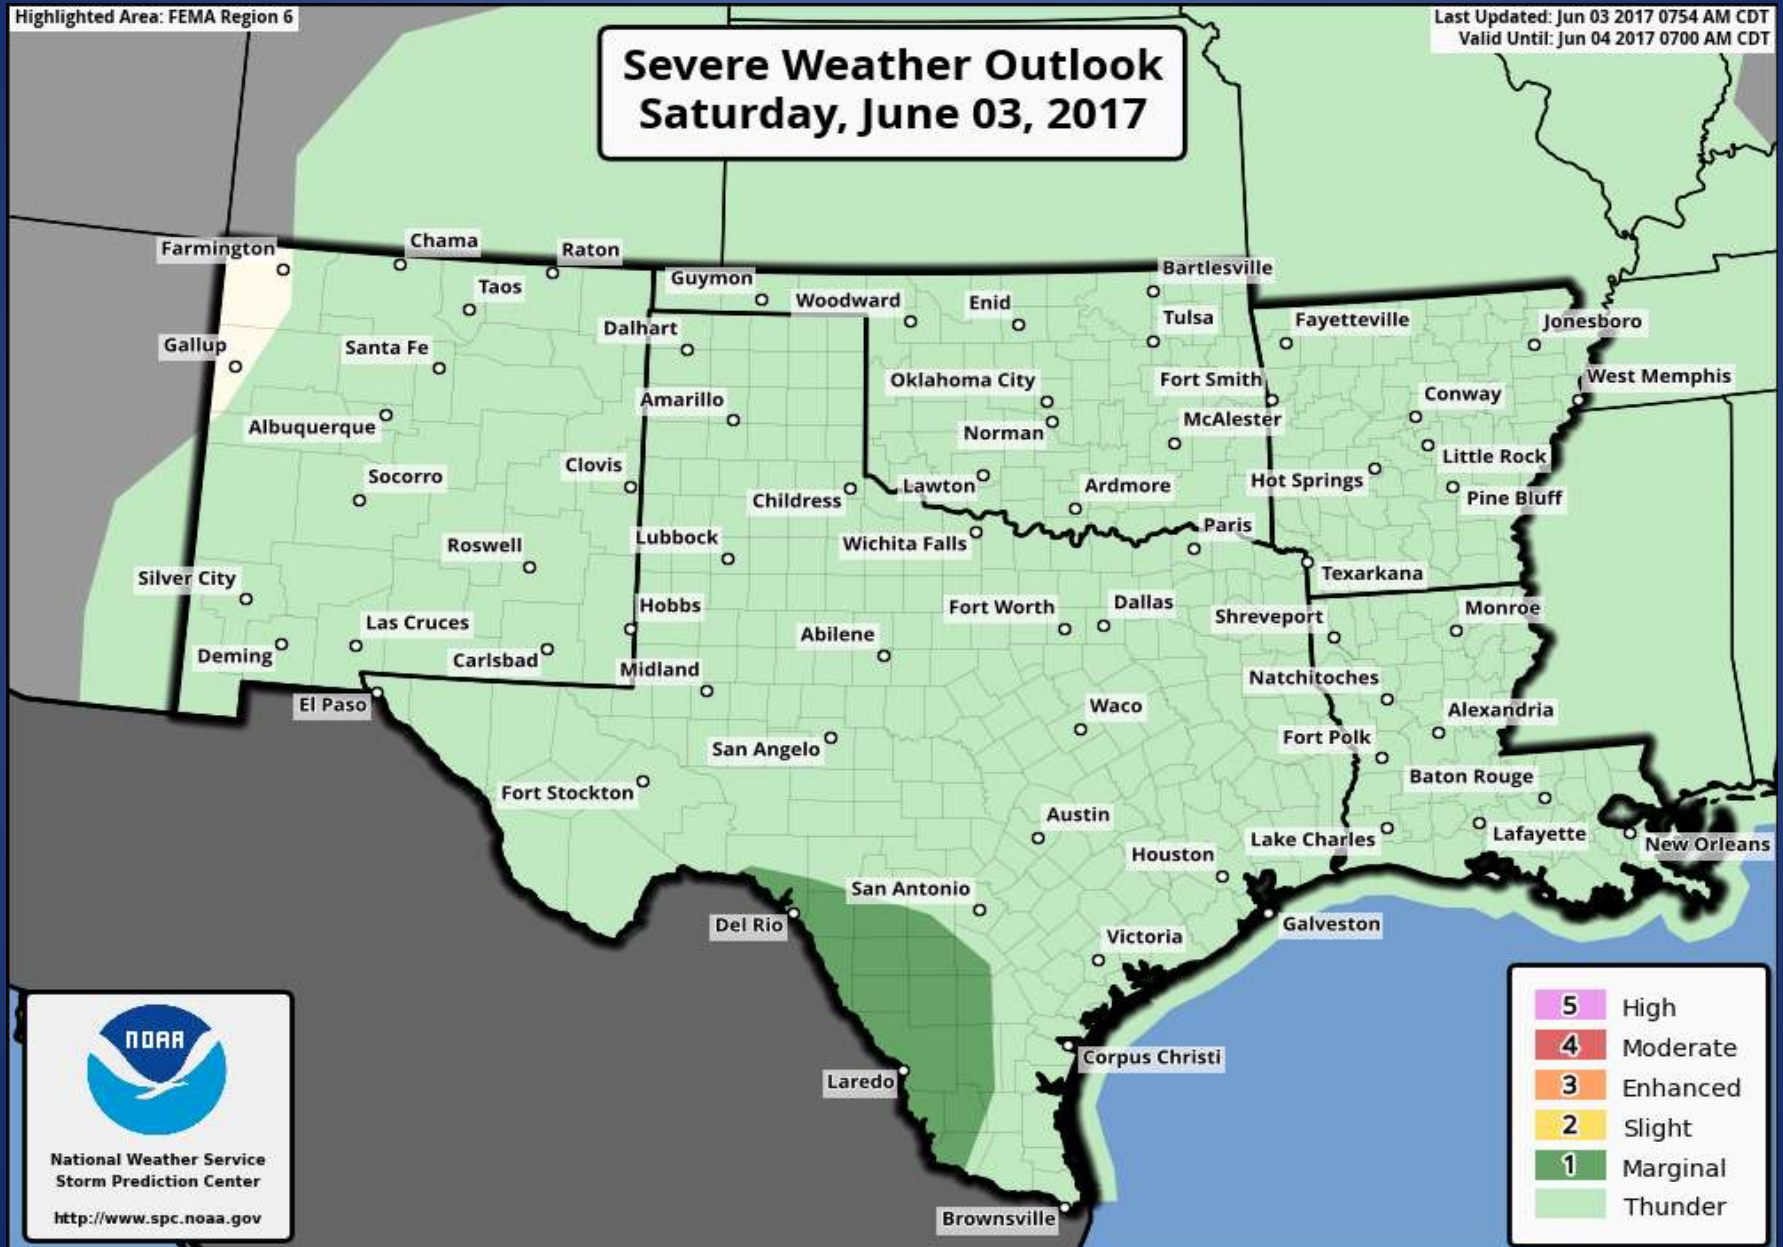 Highlighted Area: FEMA Region 6
Last Updated: Jun 03 2017 0754 AM CDT
Valid Until: Jun 04 2017 0700 AM CDT
Severe Weather Outlook
Saturday, June 03, 2017
Farmington
Chama
Raton
Taos
Guymon
Woodward
Enid
Bartlesville
Tulsa
Fayetteville
Jonesboro
Gallup
Santa Fe
Dalhart
Oklahoma City
Fort Smith
West Memphis
Conway
Albuquerque
Amarillo
Norman
McAlester
Little Rock
Socorro
Clovis
Childress
Lawton
Ardmore
Hot Springs
Pine Bluff
Roswell
Lubbock
Wichita Falls
Paris
Texarkana
Silver City
Hobbs
Fort Worth
Dallas
Shreveport
Monroe
Las Cruces
Deming
Carlsbad
Midland
Abilene
Natchitoches
El Paso
Waco
Alexandria
San Angelo
Fort Polk
Fort Stockton
Baton Rouge
Austin
Lake Charles
Lafayette
New Orleans
Houston
San Antonio
Del Rio
Galveston
Victoria
Corpus Christi
Laredo
Brownsville
NOAA
National Weather Service
Storm Prediction Center
http://www.spc.noaa.gov
5 High
4 Moderate
3 Enhanced
2 Slight
1 Marginal
Thunder